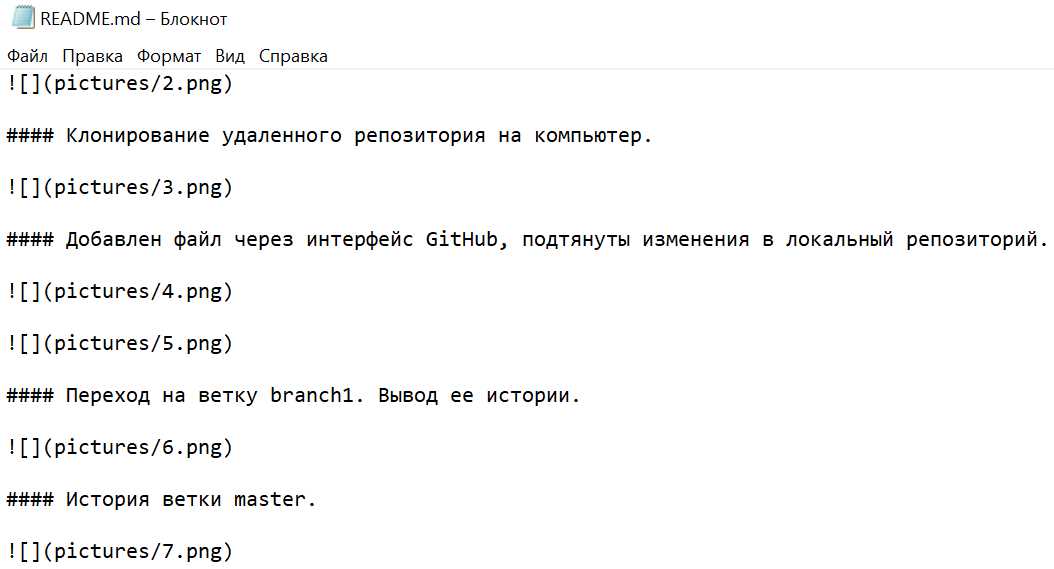 README.md – Блокнот
Файл Правка Формат Вид Справка
![](pictures/2.png)
#### Клонирование удаленного репозитория на компьютер.
![](pictures/3.png)
#### Добавлен файл через интерфейс GitHub, подтянуты изменения в локальный репозиторий.
![](pictures/4.png)
![](pictures/5.png)
#### Переход на ветку branch1. Вывод ее истории.
![](pictures/6.png)
#### История ветки master.
![](pictures/7.png)